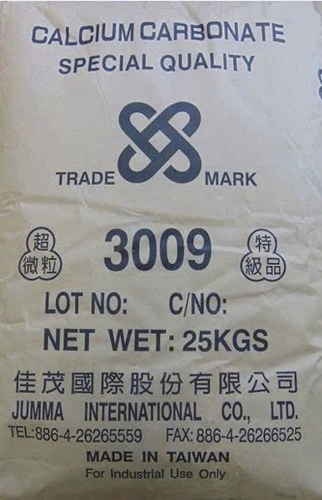 CALCIUM CARBONATE
SPECIAL QUALITY
TRADE MARK
超微粒 3009 特級品
LOT NO: C/NO:
NET WET: 25KGS
佳茂國際股份有限公司
JUMMA INTERNATIONAL CO., LTD.
TEL:886-4-26265559 FAX: 886-4-26266525
MADE IN TAIWAN
For Industrial Use Only